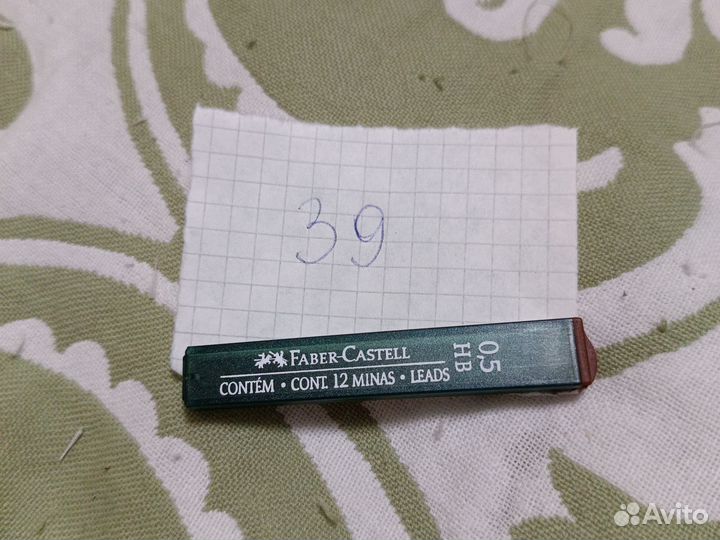 39
FABER-CASTELL
CONTÉM • CONT. 12 MINAS • LEADS
0,5
HB
Avito